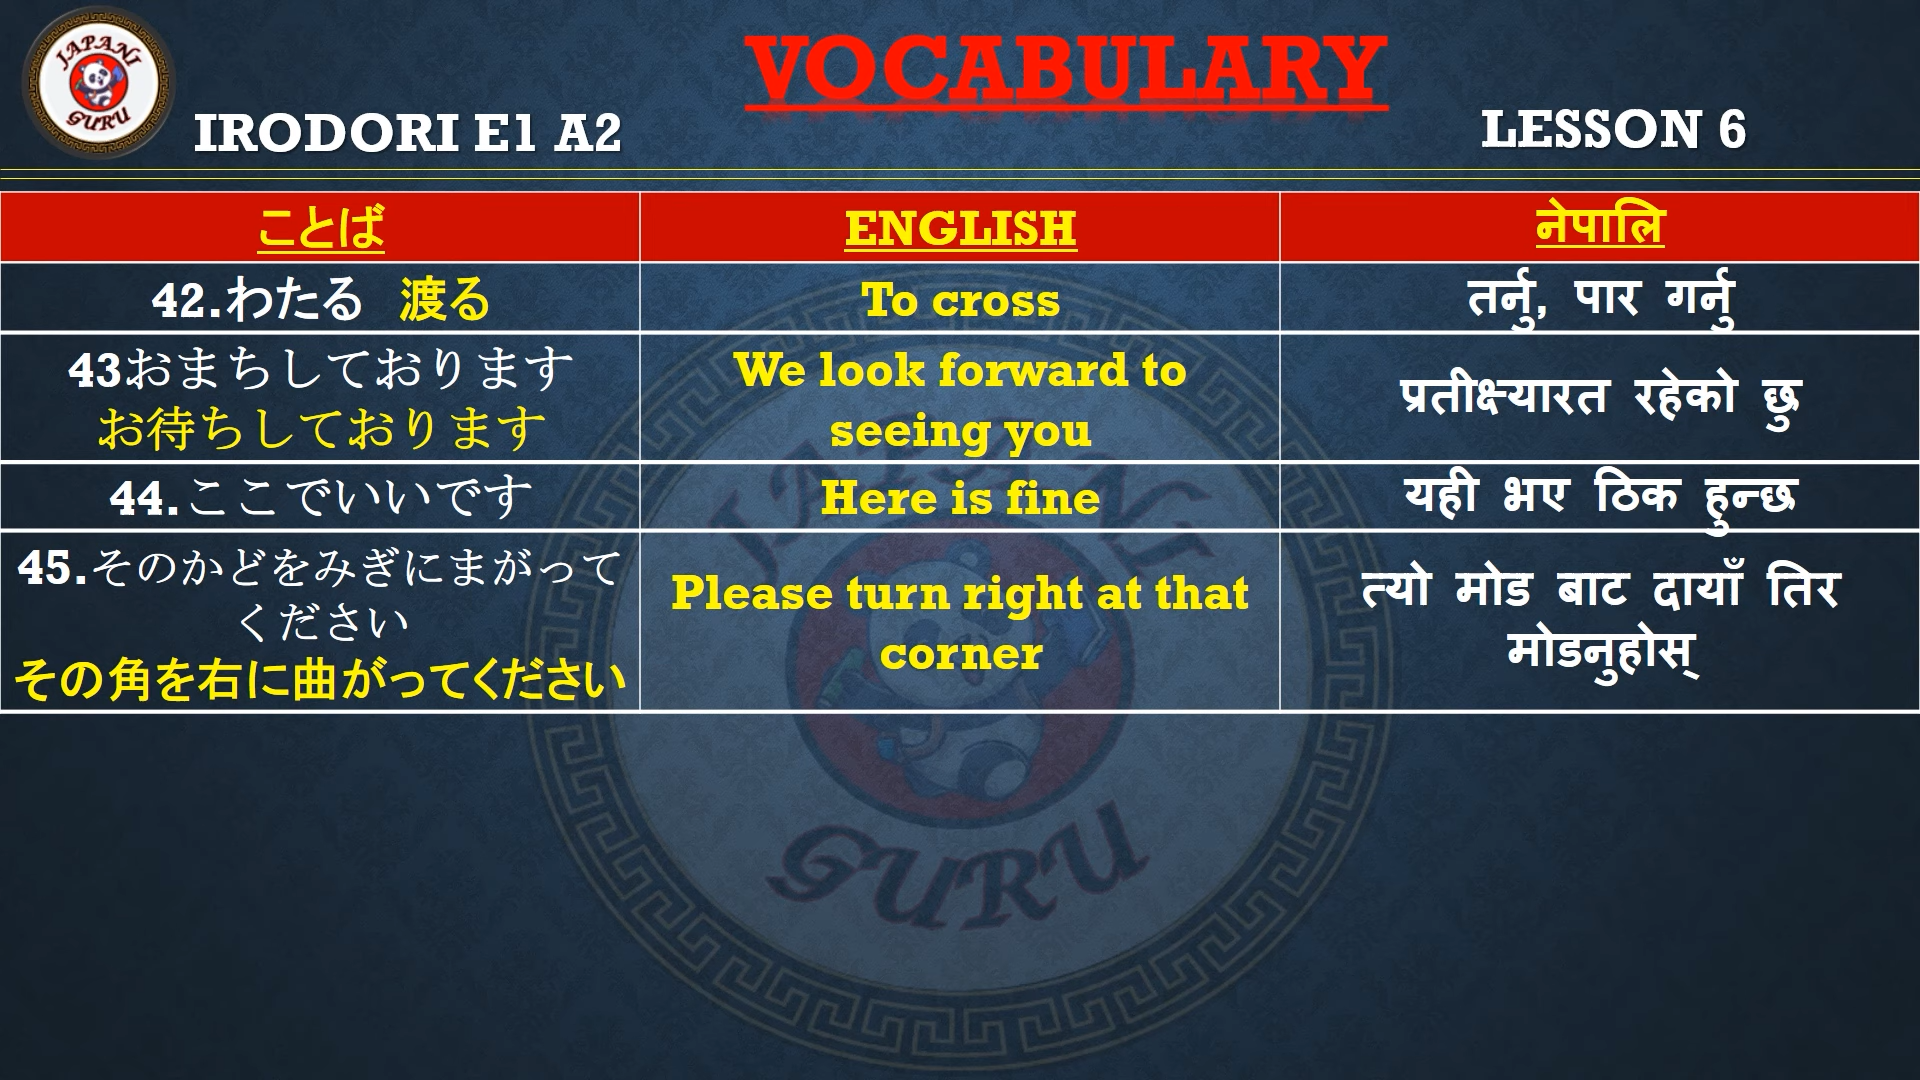 JAPANI
GURU
IRODORI E1 A2
VOCABULARY
LESSON 6
ことば
ENGLISH
नेपालि
42.わたる 渡る
To cross
तर्नु, पार गर्नु
43おまちしております
お待ちしております
We look forward to
seeing you
प्रतीक्ष्यारत रहेको छु
44.ここでいいです
Here is fine
यही भए ठिक हुन्छ
45.そのかどをみぎにまがって
ください
その角を右に曲がってください
Please turn right at that
corner
त्यो मोड बाट दायाँ तिर
मोडनुहोस्
JAPANI
GURU